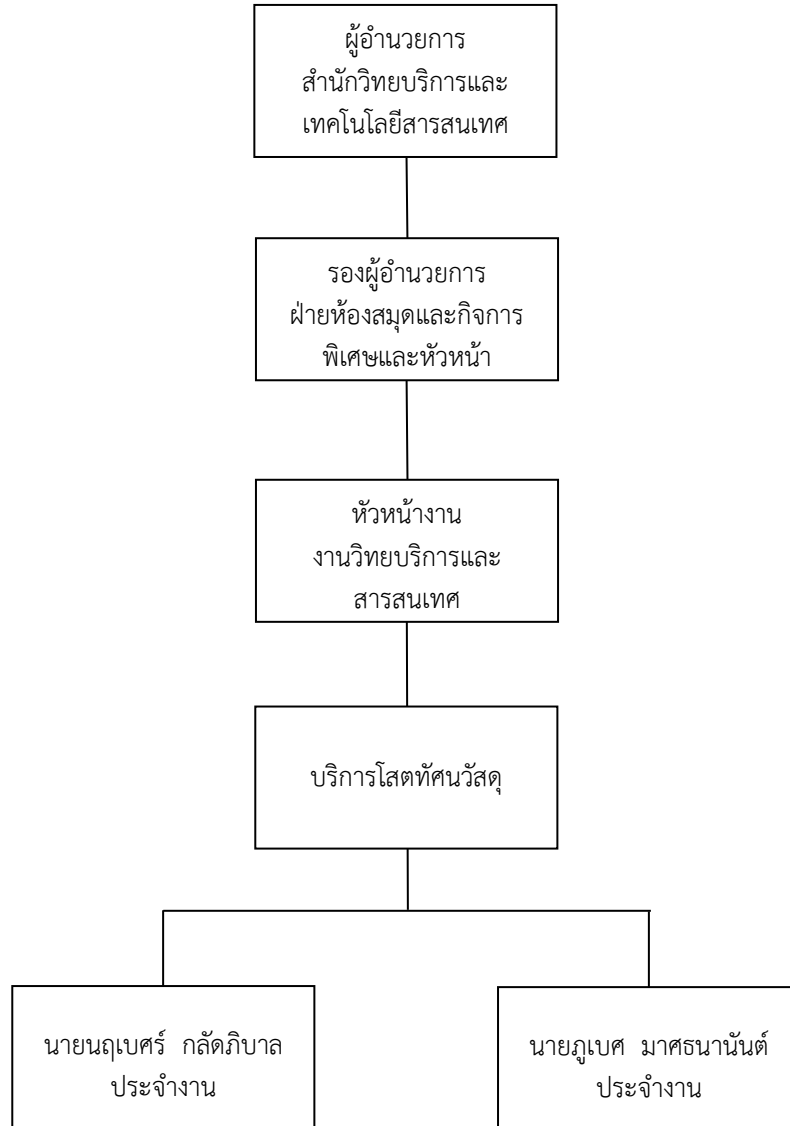 ผู้อำนวยการ
สำนักวิทยบริการและ
เทคโนโลยีสารสนเทศ
รองผู้อำนวยการ
ฝ่ายห้องสมุดและกิจการ
พิเศษและหัวหน้า
หัวหน้างาน
งานวิทยบริการและ
สารสนเทศ
บริการโสตทัศนวัสดุ
นายนฤเบศร์ กลัดภิบาล
ประจำงาน
นายภูเบศ มาศธนานันต์
ประจำงาน